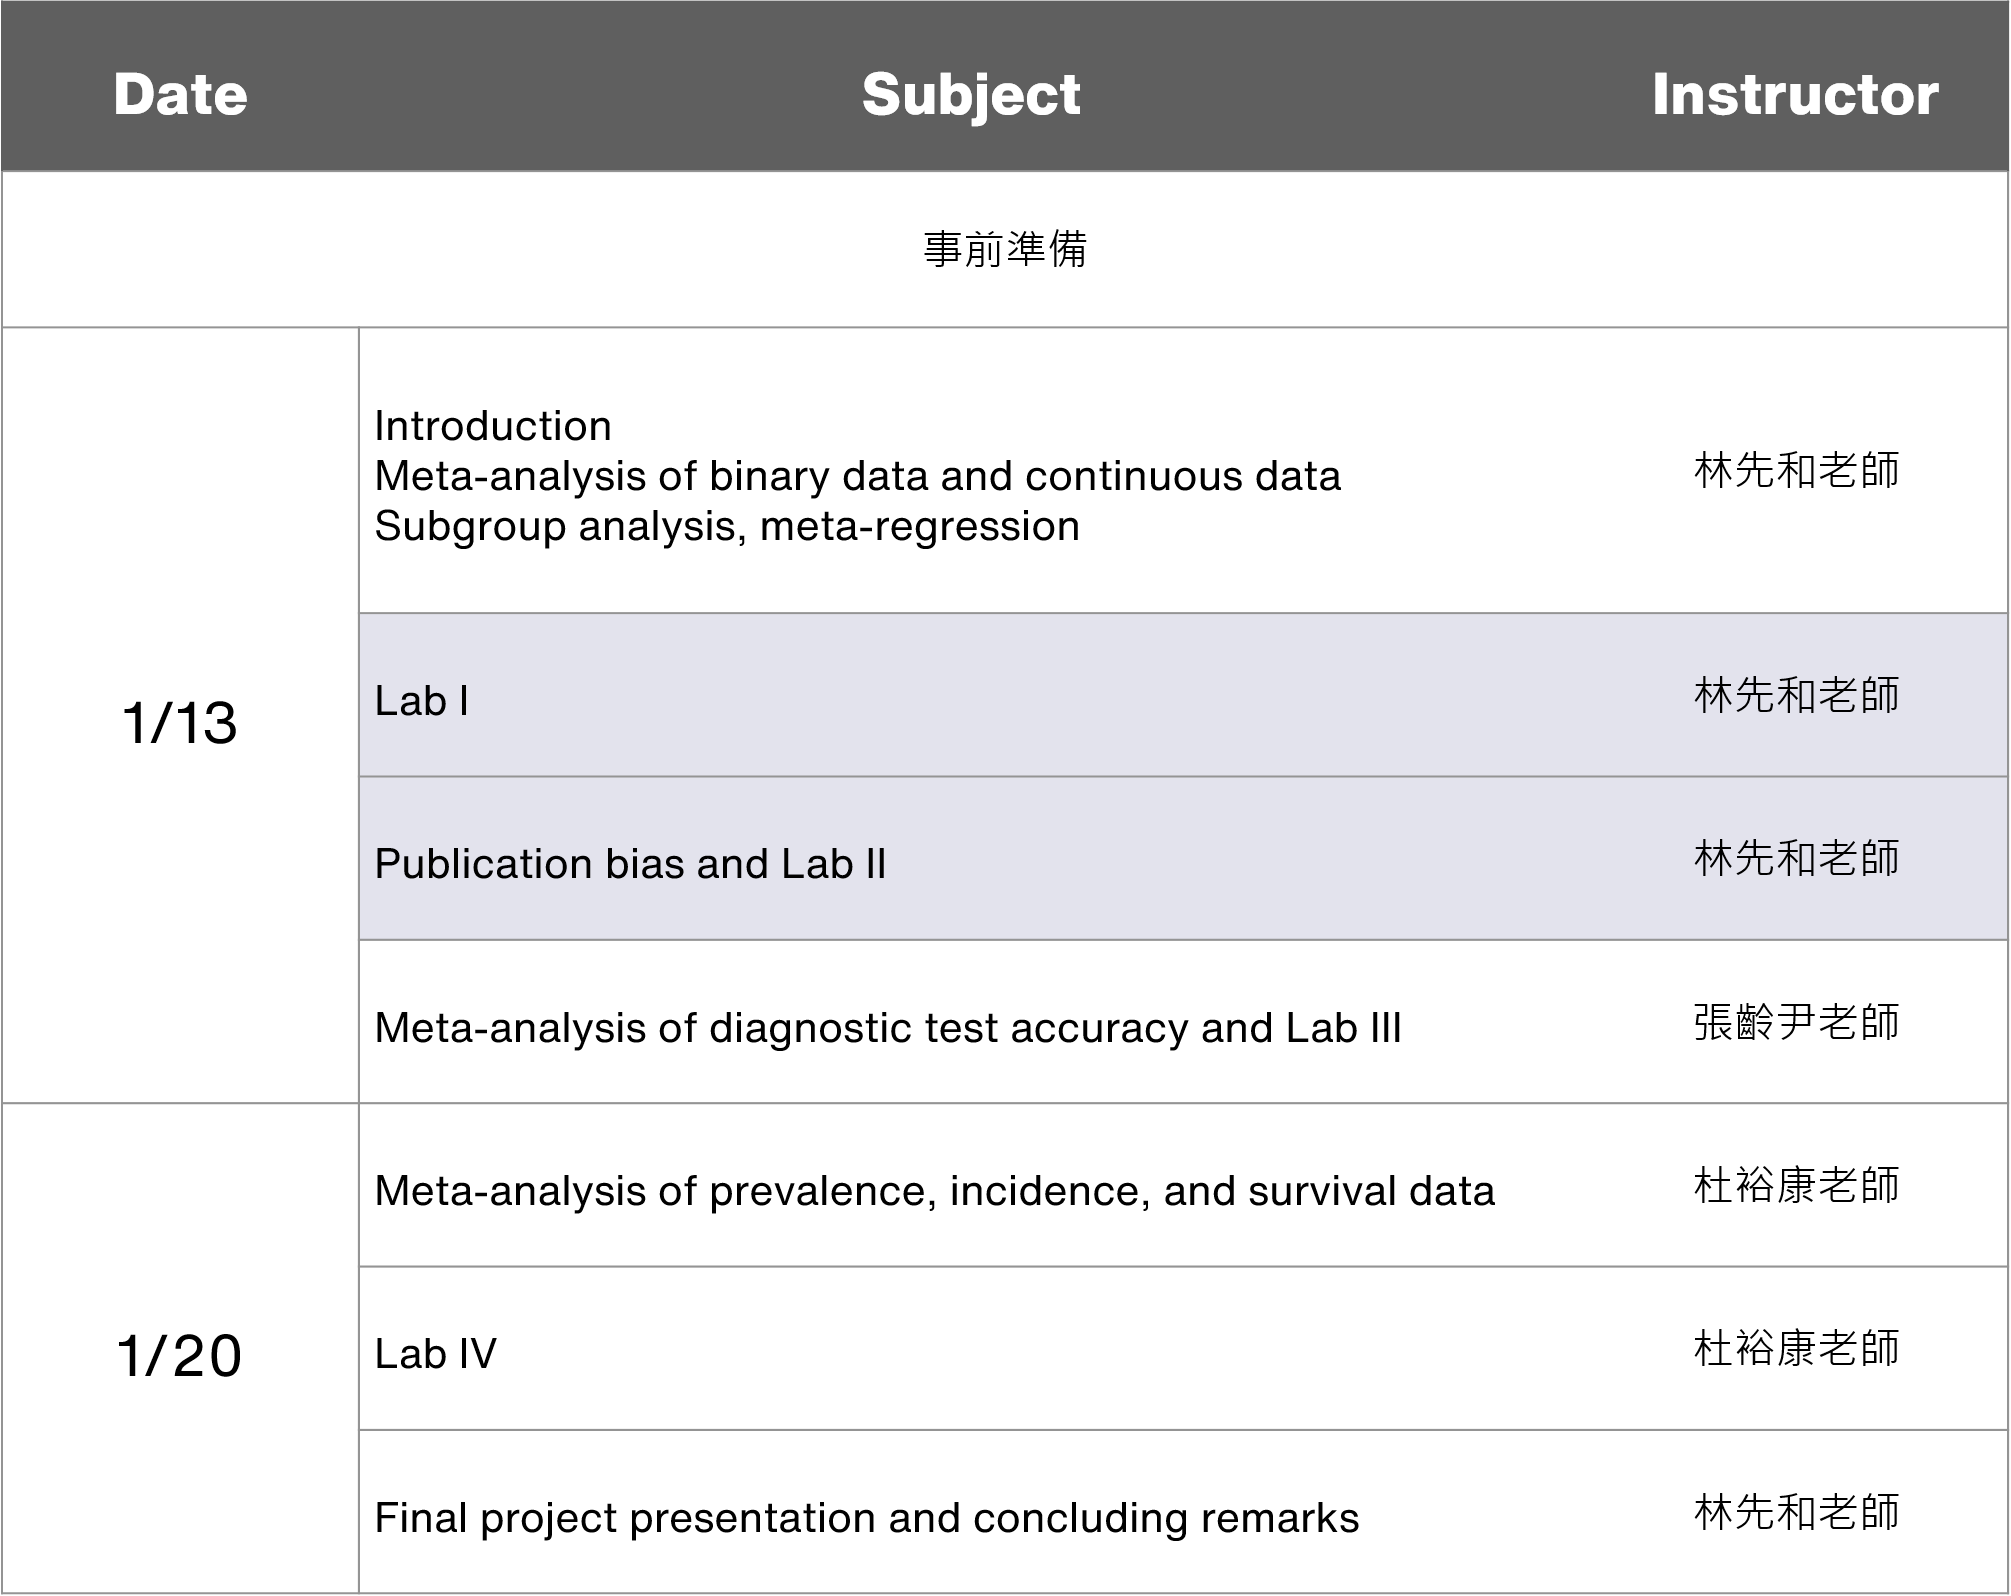 Date Subject Instructor
事前準備
1/13
Introduction
Meta-analysis of binary data and continuous data
Subgroup analysis, meta-regression
林先和老師
Lab I
林先和老師
Publication bias and Lab II
林先和老師
Meta-analysis of diagnostic test accuracy and Lab III
張齡尹老師
1/20
Meta-analysis of prevalence, incidence, and survival data
杜裕康老師
Lab IV
杜裕康老師
Final project presentation and concluding remarks
林先和老師